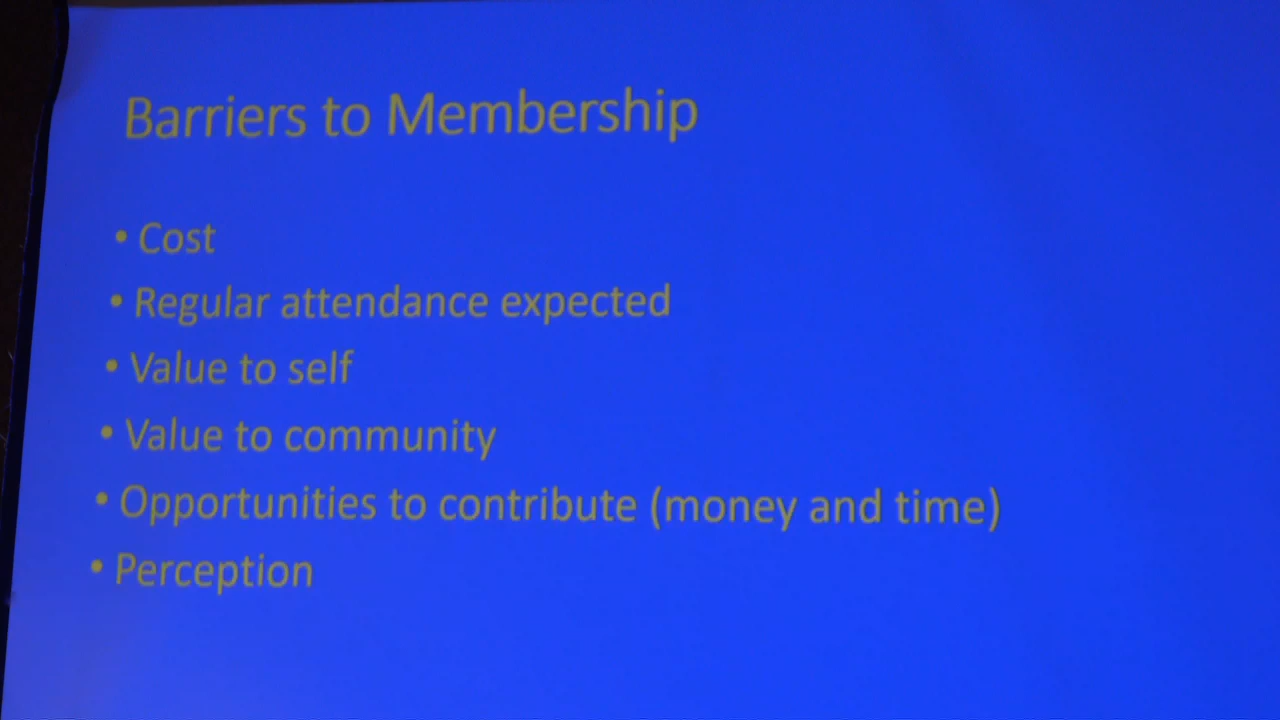 Barriers to Membership
• Cost
• Regular attendance expected
• Value to self
• Value to community
• Opportunities to contribute (money and time)
• Perception